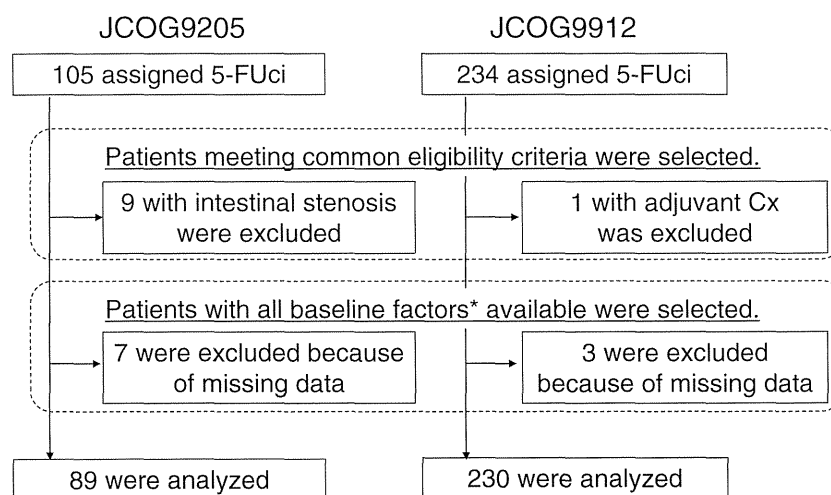 JCOG9205
JCOG9912
105 assigned 5-FUci
234 assigned 5-FUci
Patients meeting common eligibility criteria were selected.
9 with intestinal stenosis
were excluded
1 with adjuvant Cx
was excluded
Patients with all baseline factors* available were selected.
7 were excluded because
of missing data
3 were excluded
because of missing data
89 were analyzed
230 were analyzed